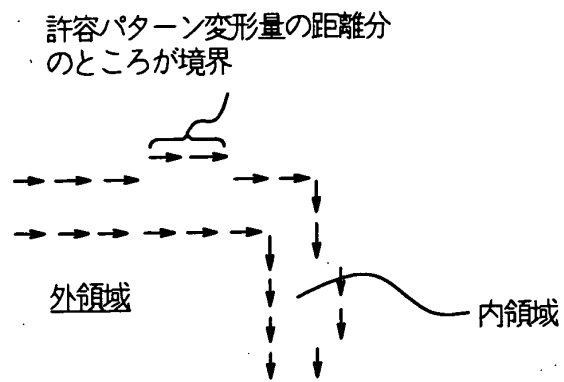 許容パターン変形量の距離分
のところが境界
外領域
内領域